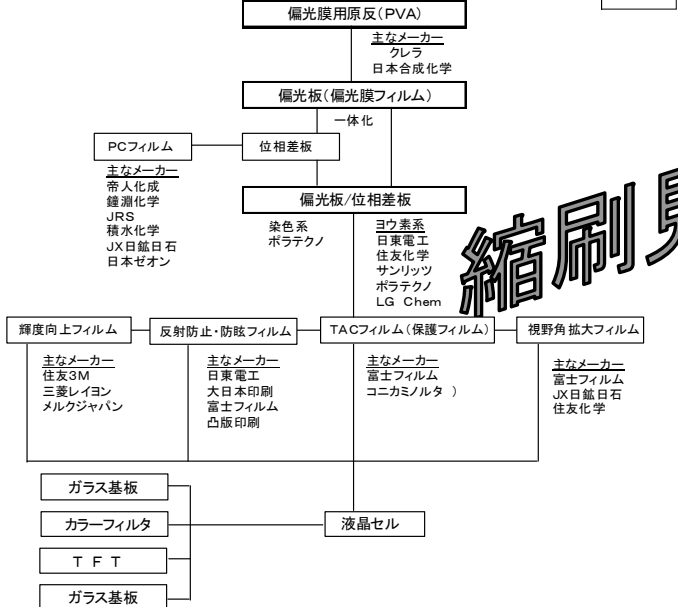 偏光膜用原反(PVA)
主なメーカー
クレラ
日本合成化学
偏光板(偏光膜フィルム)
一体化
PCフィルム
位相差板
主なメーカー
帝人化成
鐘淵化学
JRS
積水化学
JX日鉱日石
日本ゼオン
偏光板/位相差板
染色系
ポラテクノ
ヨウ素系
日東電工
住友化学
サンリッツ
ポラテクノ
LG Chem
縮刷見
輝度向上フィルム
反射防止・防眩フィルム
TACフィルム(保護フィルム)
視野角拡大フィルム
主なメーカー
住友3M
三菱レイヨン
メルクジャパン
主なメーカー
日東電工
大日本印刷
富士フィルム
凸版印刷
主なメーカー
富士フィルム
コニカミノルタ )
主なメーカー
富士フィルム
JX日鉱日石
住友化学
ガラス基板
カラーフィルタ
液晶セル
TFT
ガラス基板